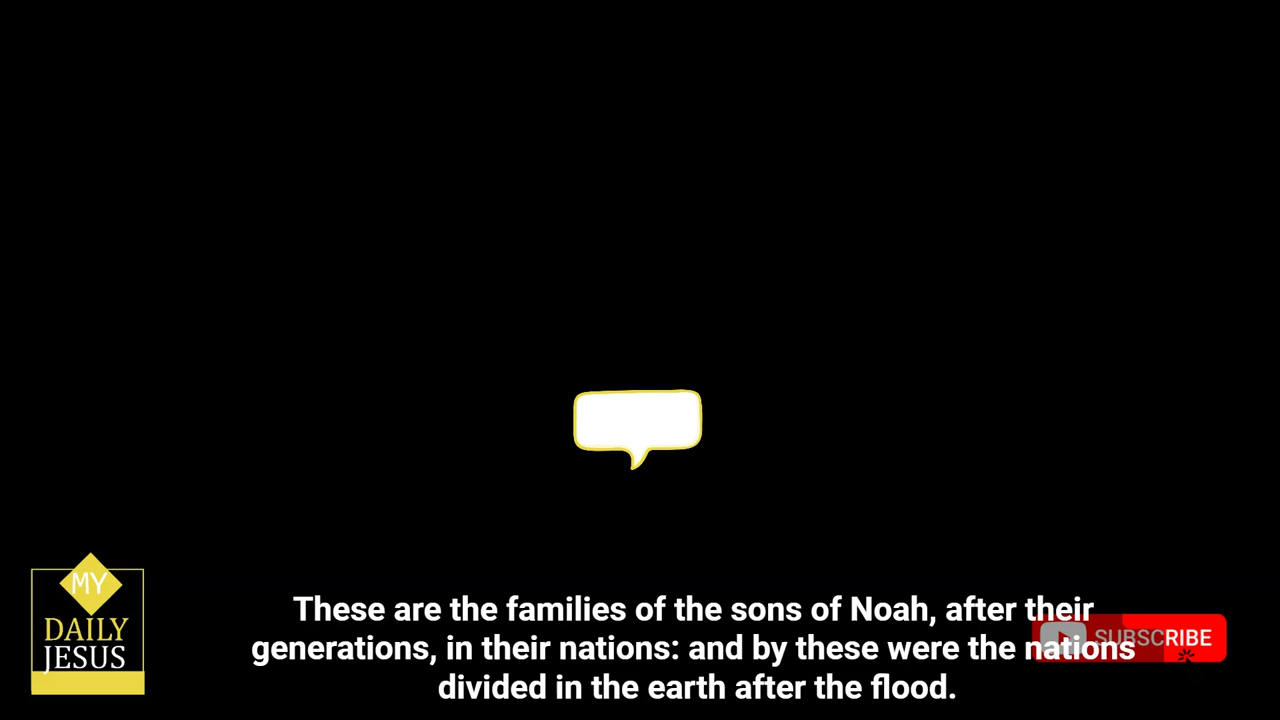 MY
DAILY
JESUS
These are the families of the sons of Noah, after their
generations, in their nations: and by these were the nations
divided in the earth after the flood.
SUBSCRIBE